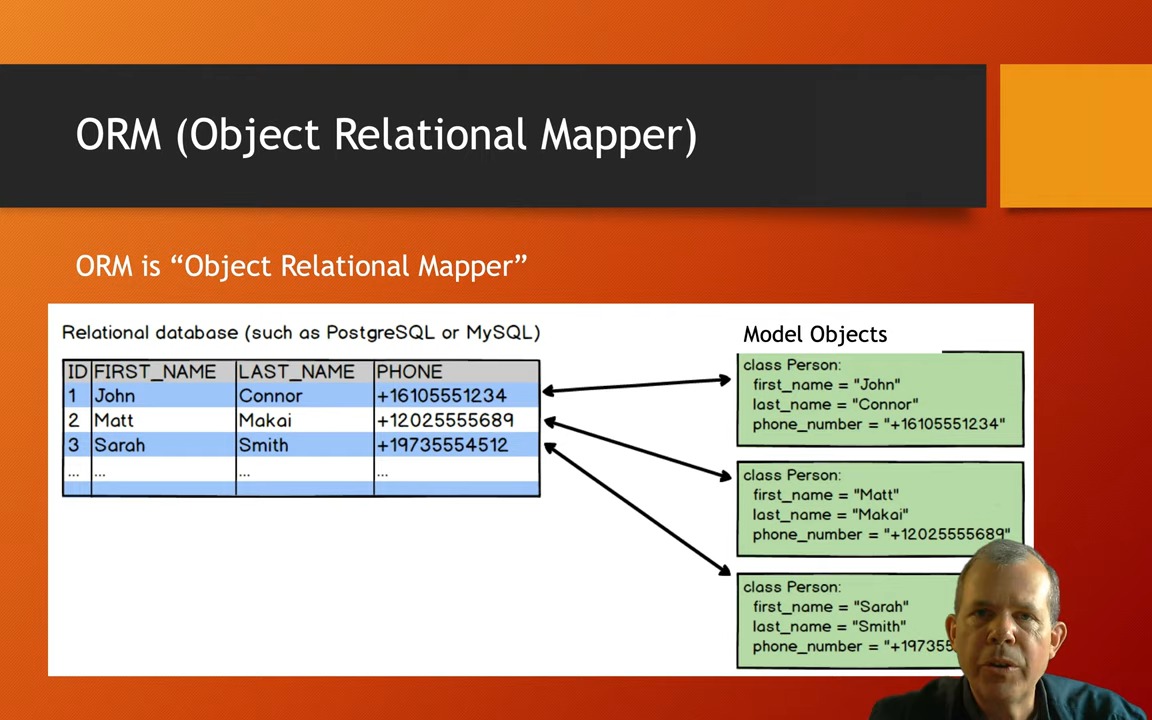 ORM (Object Relational Mapper)
ORM is “Object Relational Mapper”
Relational database (such as PostgreSQL or MySQL)
ID FIRST_NAME LAST_NAME PHONE
1 John Connor +16105551234
2 Matt Makai +12025555689
3 Sarah Smith +19735554512
... ... ... ...
Model Objects
class Person:
first_name = "John"
last_name = "Connor"
phone_number = "+16105551234"
class Person:
first_name = "Matt"
last_name = "Makai"
phone_number = "+12025555689"
class Person:
first_name = "Sarah"
last_name = "Smith"
phone_number = "+19735